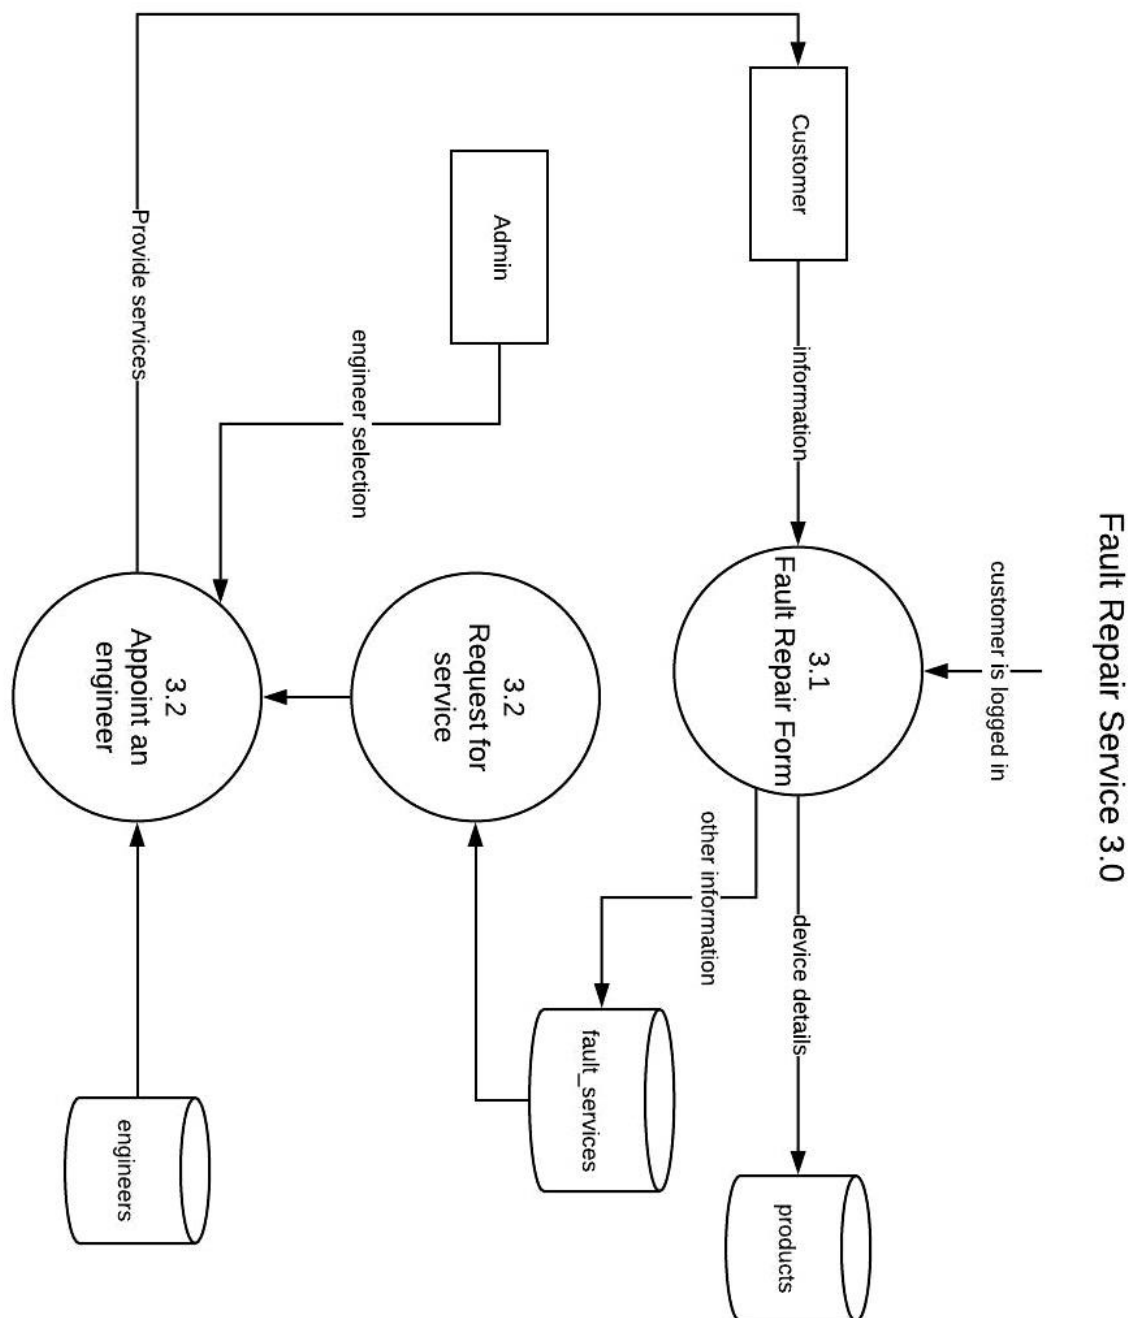 Fault Repair Service 3.0
customer is logged in
Customer
information
3.1
Fault Repair Form
device details
products
other information
fault_services
Admin
engineer selection
3.2
Request for
service
Provide services
3.2
Appoint an
engineer
engineers